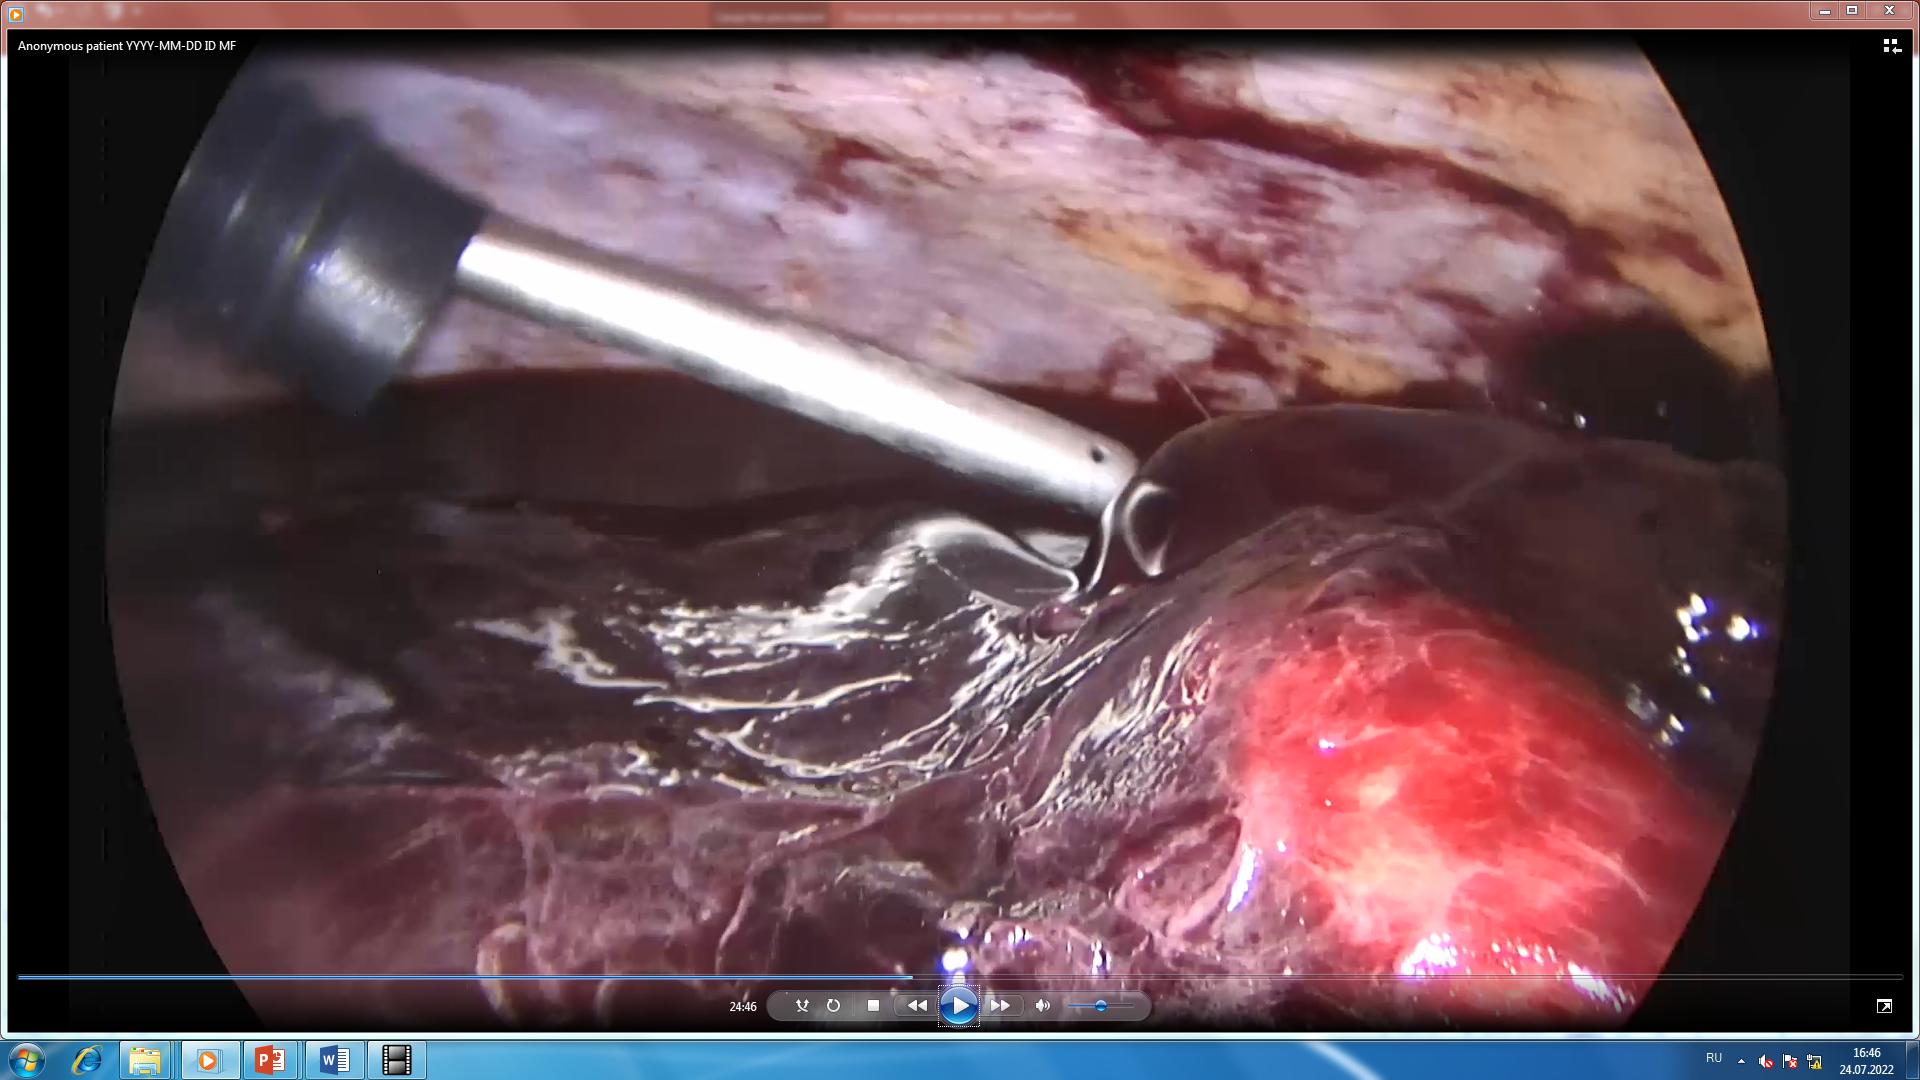 Anonymous patient YYYY-MM-DD ID MF
24:46
RU
16:46
24.07.2022